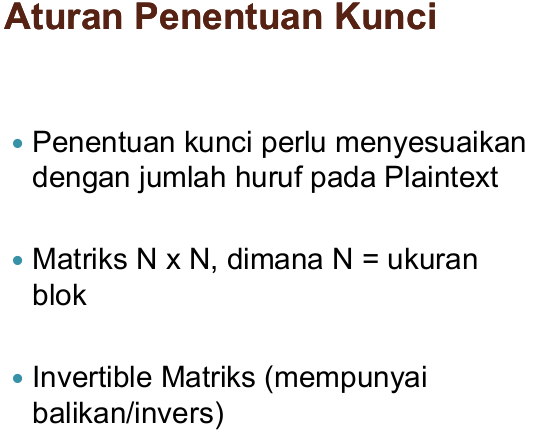 Aturan Penentuan Kunci
• Penentuan kunci perlu menyesuaikan
dengan jumlah huruf pada Plaintext
• Matriks N x N, dimana N = ukuran
blok
• Invertible Matriks (mempunyai
balikan/invers)